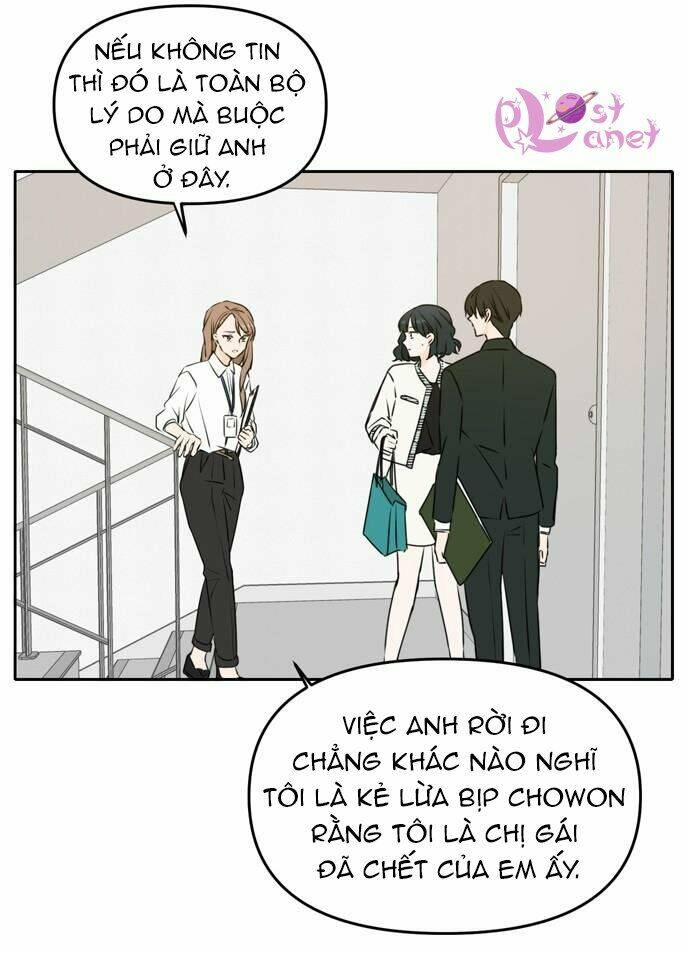 NẾU KHÔNG TIN
THÌ ĐÓ LÀ TOÀN BỘ
LÝ DO MÀ BUỘC
PHẢI GIỮ ANH
Ở ĐÂY.
Lost
Planet
VIỆC ANH RỜI ĐI
CHẲNG KHÁC NÀO NGHĨ
TÔI LÀ KẺ LỪA BỊP CHOWON
RẰNG TÔI LÀ CHỊ GÁI
ĐÃ CHẾT CỦA EM ẤY.